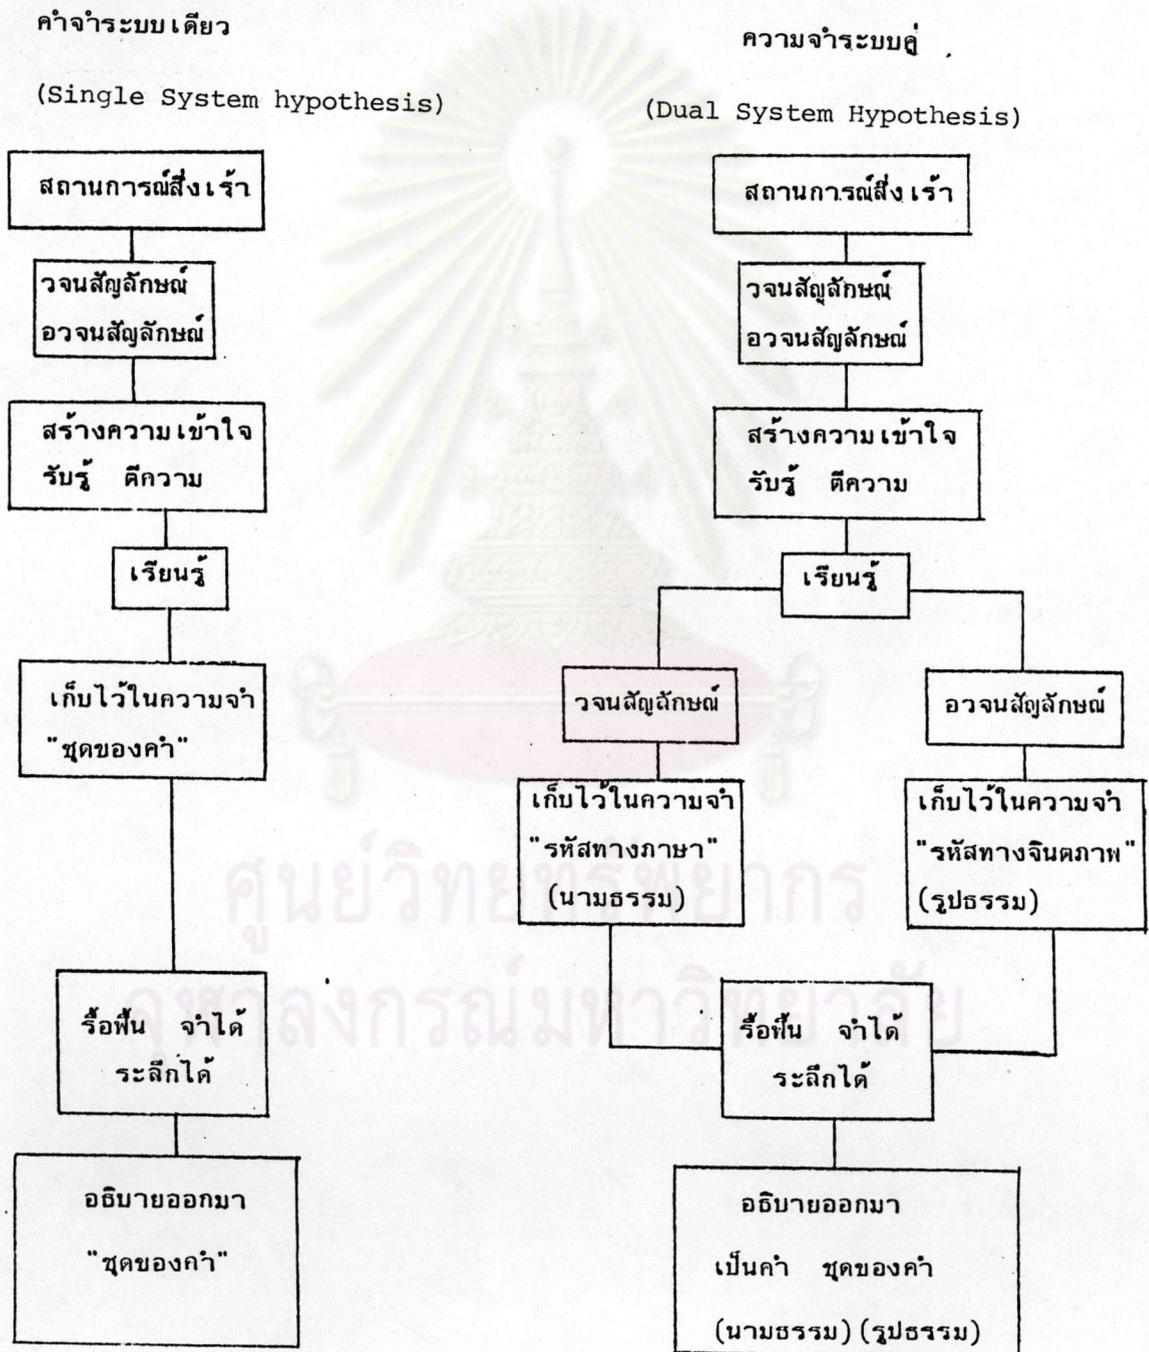 คำจำระบบเดียว
(Single System hypothesis)
สถานการณ์สิ่งเร้า
วจนสัญลักษณ์
อวจนสัญลักษณ์
สร้างความเข้าใจ
รับรู้ ตีความ
เรียนรู้
เก็บไว้ในความจำ
"ชุดของคำ"
รื้อฟื้น จำได้
ระลึกได้
อธิบายออกมา
"ชุดของคำ"
ความจำระบบคู่
(Dual System Hypothesis)
สถานการณ์สิ่งเร้า
วจนสัญลักษณ์
อวจนสัญลักษณ์
สร้างความเข้าใจ
รับรู้ ตีความ
เรียนรู้
วจนสัญลักษณ์
เก็บไว้ในความจำ
"รหัสทางภาษา"
(นามธรรม)
อวจนสัญลักษณ์
เก็บไว้ในความจำ
"รหัสทางจินตภาพ"
(รูปธรรม)
รื้อฟื้น จำได้
ระลึกได้
อธิบายออกมา
เป็นคำ ชุดของคำ
(นามธรรม) (รูปธรรม)
ศูนย์วิทยทรัพยากร
จุฬาลงกรณ์มหาวิทยาลัย